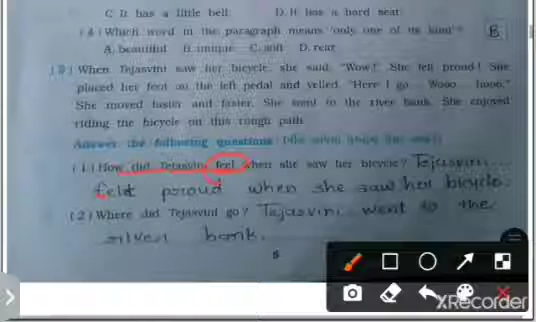 C. It has a little bell. D. It has a hard seat.
(4) Which word in the paragraph means 'only one of its kind'? B
A. beautiful B. unique C. soft D. rear
(9) When Tejasvini saw her bicycle, she said, "Wow! She felt proud! She
placed her foot on the left pedal and yelled "Here I go Wooo hooo."
She moved faster and faster. She went to the river bank. She enjoyed
riding the bicycle on this rough path.
Answer the following questions
(1) How did Tejasvini feel when she saw her bicycle? Tejasvini
felt proud when she saw her bicycle.
(2) Where did Tejasvini go? Tejasvini went to the
river bank.
XRecorder